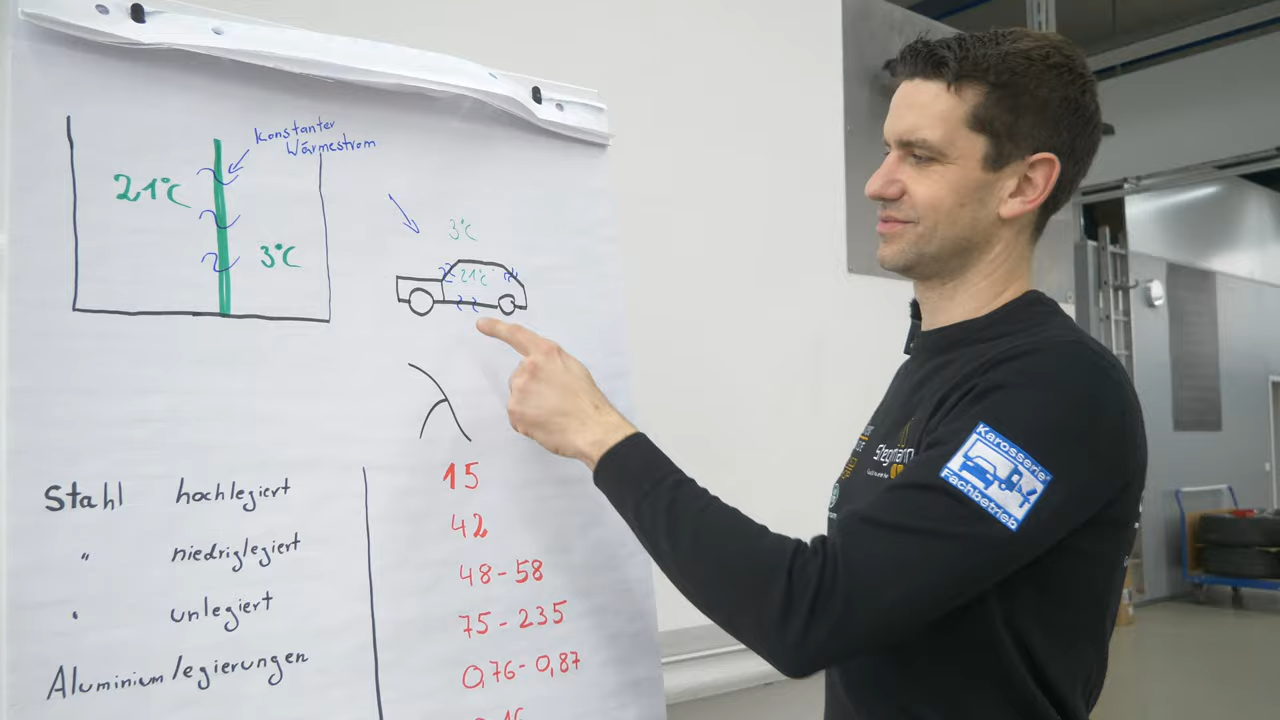 Konstanter
Wärmestrom
21°C
3°C
3°C
21°C
λ
Stahl hochlegiert 15
" niedriglegiert 42
" unlegiert 48-58
Aluminiumlegierungen 75-235
0,76-0,87
Karosserie
Fachbetrieb
Stegmann